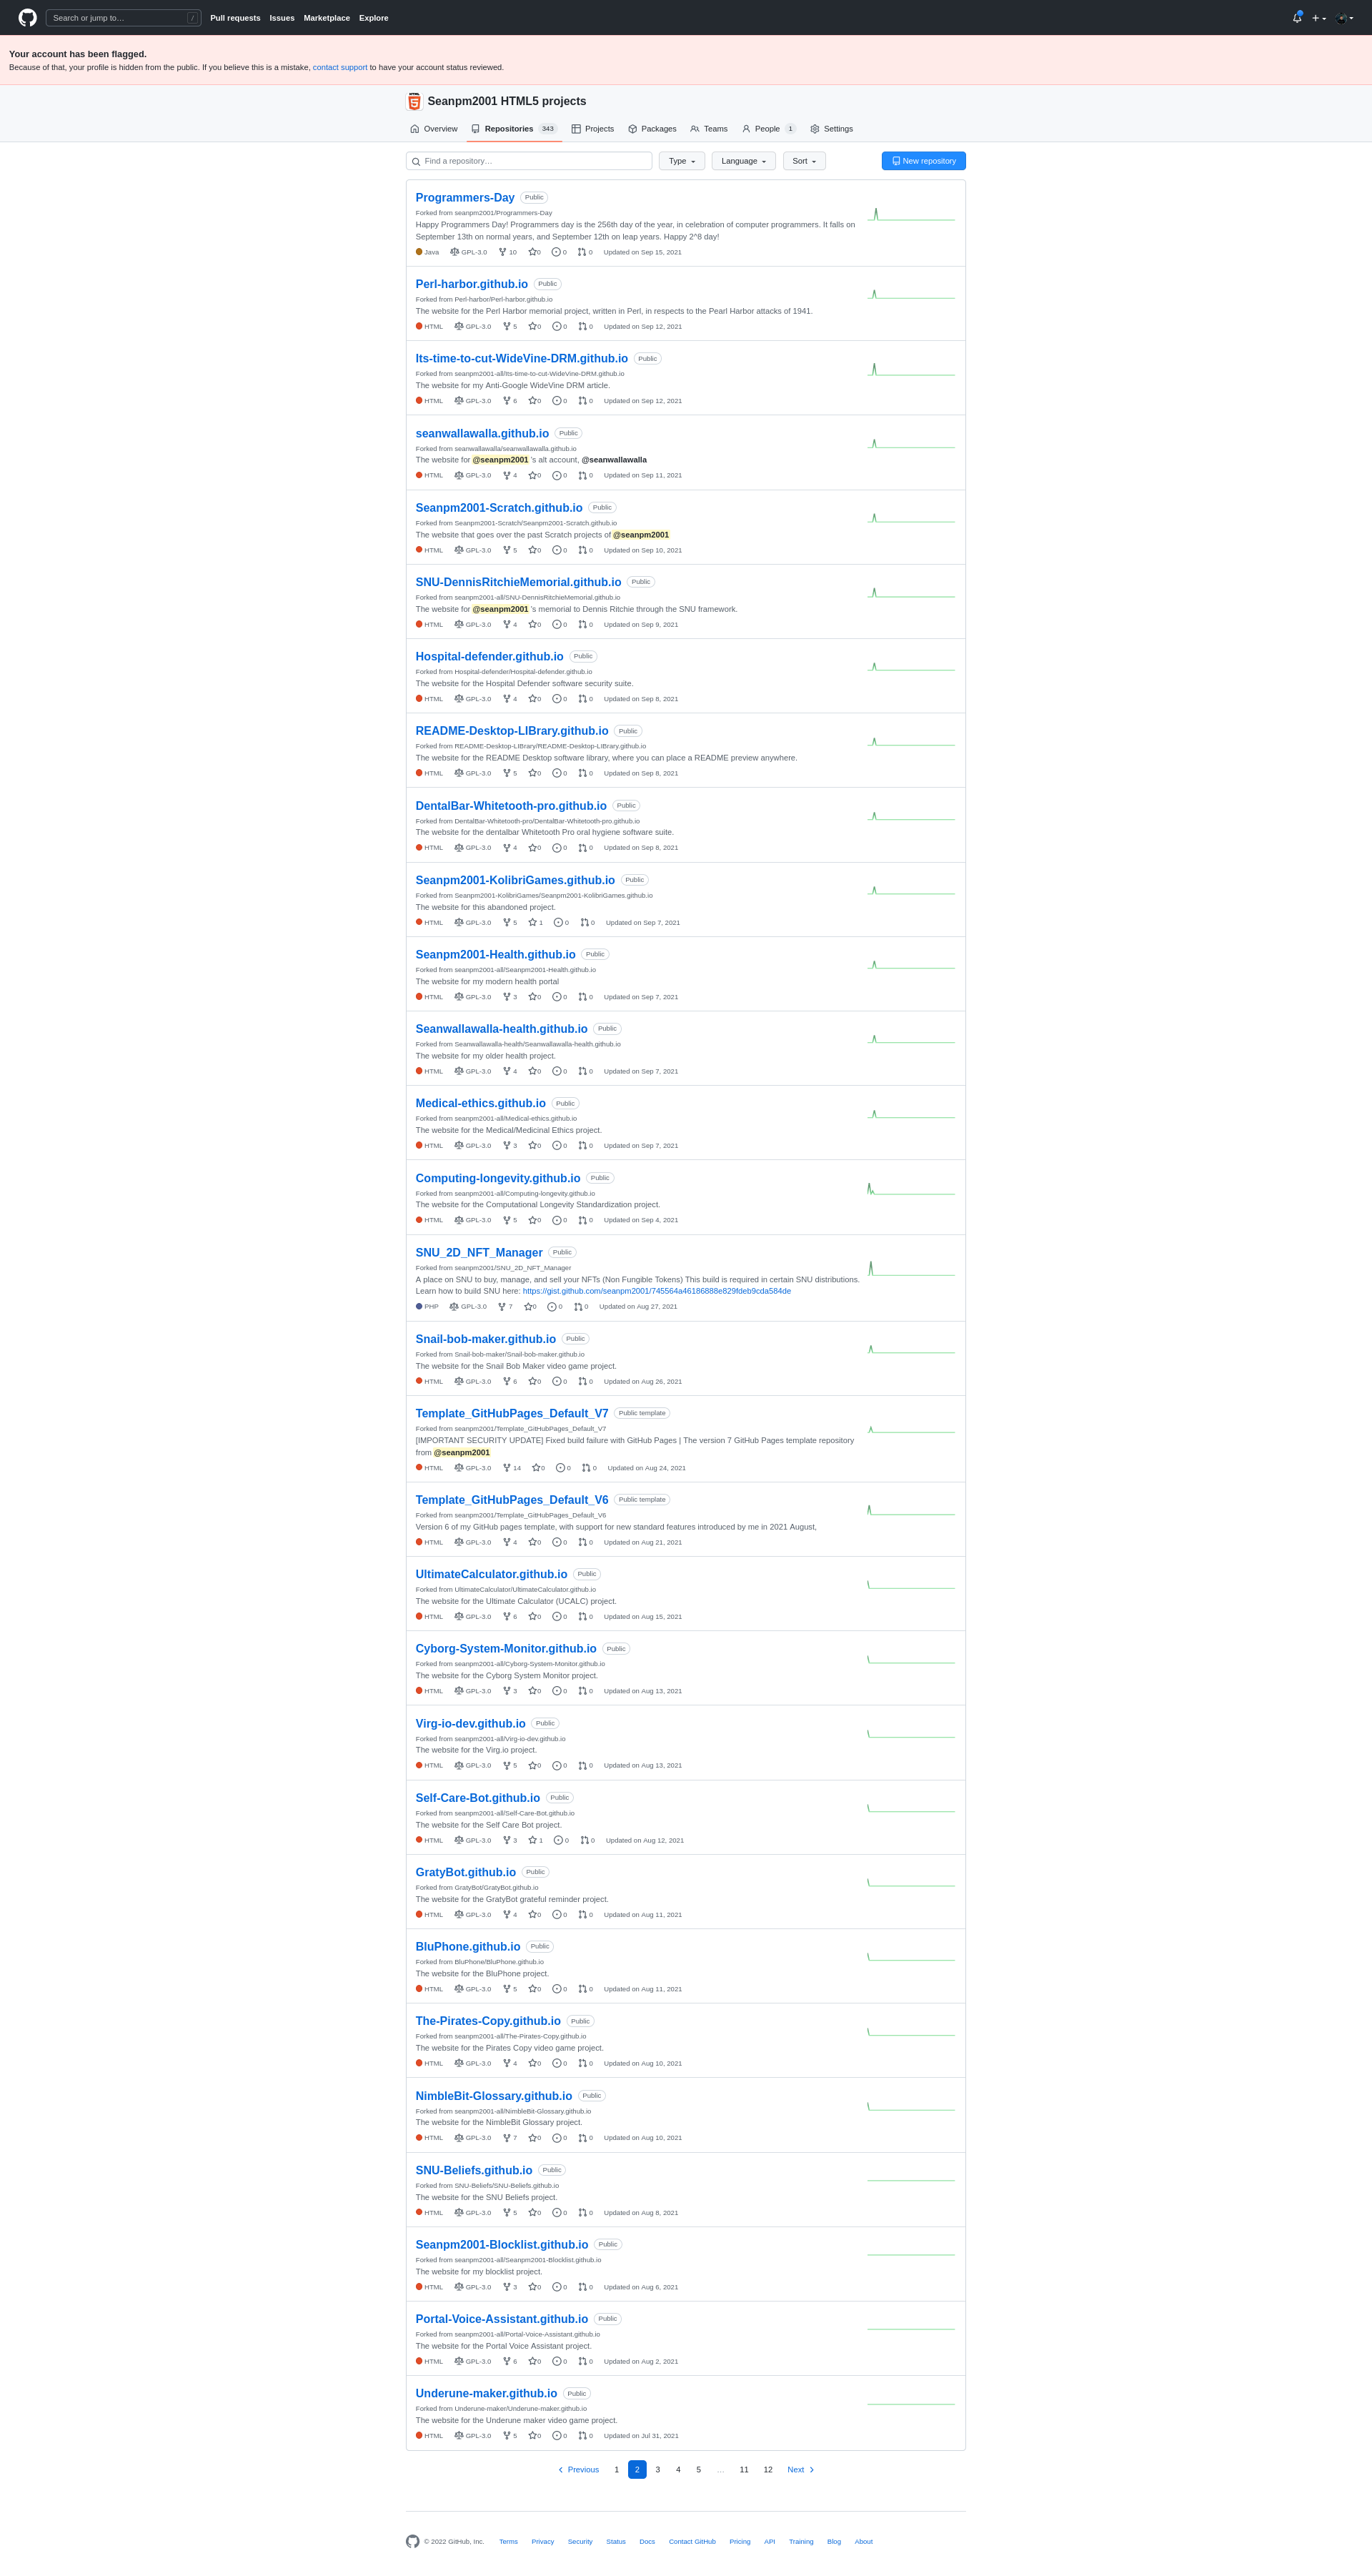 Search or jump to… /
Pull requests Issues Marketplace Explore
Your account has been flagged.
Because of that, your profile is hidden from the public. If you believe this is a mistake, contact support to have your account status reviewed.
Seanpm2001 HTML5 projects
Overview Repositories 343 Projects Packages Teams People 1 Settings
Find a repository… Type Language Sort New repository
Programmers-Day Public
Forked from seanpm2001/Programmers-Day
Happy Programmers Day! Programmers day is the 256th day of the year, in celebration of computer programmers. It falls on
September 13th on normal years, and September 12th on leap years. Happy 2^8 day!
Java GPL-3.0 10 0 0 0 Updated on Sep 15, 2021
Perl-harbor.github.io Public
Forked from Perl-harbor/Perl-harbor.github.io
The website for the Perl Harbor memorial project, written in Perl, in respects to the Pearl Harbor attacks of 1941.
HTML GPL-3.0 5 0 0 0 Updated on Sep 12, 2021
Its-time-to-cut-WideVine-DRM.github.io Public
Forked from seanpm2001-all/Its-time-to-cut-WideVine-DRM.github.io
The website for my Anti-Google WideVine DRM article.
HTML GPL-3.0 6 0 0 0 Updated on Sep 12, 2021
seanwallawalla.github.io Public
Forked from seanwallawalla/seanwallawalla.github.io
The website for @seanpm2001 's alt account, @seanwallawalla
HTML GPL-3.0 4 0 0 0 Updated on Sep 11, 2021
Seanpm2001-Scratch.github.io Public
Forked from Seanpm2001-Scratch/Seanpm2001-Scratch.github.io
The website that goes over the past Scratch projects of @seanpm2001
HTML GPL-3.0 5 0 0 0 Updated on Sep 10, 2021
SNU-DennisRitchieMemorial.github.io Public
Forked from seanpm2001-all/SNU-DennisRitchieMemorial.github.io
The website for @seanpm2001 's memorial to Dennis Ritchie through the SNU framework.
HTML GPL-3.0 4 0 0 0 Updated on Sep 9, 2021
Hospital-defender.github.io Public
Forked from Hospital-defender/Hospital-defender.github.io
The website for the Hospital Defender software security suite.
HTML GPL-3.0 4 0 0 0 Updated on Sep 8, 2021
README-Desktop-LIBrary.github.io Public
Forked from README-Desktop-LIBrary/README-Desktop-LIBrary.github.io
The website for the README Desktop software library, where you can place a README preview anywhere.
HTML GPL-3.0 5 0 0 0 Updated on Sep 8, 2021
DentalBar-Whitetooth-pro.github.io Public
Forked from DentalBar-Whitetooth-pro/DentalBar-Whitetooth-pro.github.io
The website for the dentalbar Whitetooth Pro oral hygiene software suite.
HTML GPL-3.0 4 0 0 0 Updated on Sep 8, 2021
Seanpm2001-KolibriGames.github.io Public
Forked from Seanpm2001-KolibriGames/Seanpm2001-KolibriGames.github.io
The website for this abandoned project.
HTML GPL-3.0 5 1 0 0 Updated on Sep 7, 2021
Seanpm2001-Health.github.io Public
Forked from seanpm2001-all/Seanpm2001-Health.github.io
The website for my modern health portal
HTML GPL-3.0 3 0 0 0 Updated on Sep 7, 2021
Seanwallawalla-health.github.io Public
Forked from Seanwallawalla-health/Seanwallawalla-health.github.io
The website for my older health project.
HTML GPL-3.0 4 0 0 0 Updated on Sep 7, 2021
Medical-ethics.github.io Public
Forked from seanpm2001-all/Medical-ethics.github.io
The website for the Medical/Medicinal Ethics project.
HTML GPL-3.0 3 0 0 0 Updated on Sep 7, 2021
Computing-longevity.github.io Public
Forked from seanpm2001-all/Computing-longevity.github.io
The website for the Computational Longevity Standardization project.
HTML GPL-3.0 5 0 0 0 Updated on Sep 4, 2021
SNU_2D_NFT_Manager Public
Forked from seanpm2001/SNU_2D_NFT_Manager
A place on SNU to buy, manage, and sell your NFTs (Non Fungible Tokens) This build is required in certain SNU distributions.
Learn how to build SNU here: https://gist.github.com/seanpm2001/745564a46186888e829fdeb9cda584de
PHP GPL-3.0 7 0 0 0 Updated on Aug 27, 2021
Snail-bob-maker.github.io Public
Forked from Snail-bob-maker/Snail-bob-maker.github.io
The website for the Snail Bob Maker video game project.
HTML GPL-3.0 6 0 0 0 Updated on Aug 26, 2021
Template_GitHubPages_Default_V7 Public template
Forked from seanpm2001/Template_GitHubPages_Default_V7
[IMPORTANT SECURITY UPDATE] Fixed build failure with GitHub Pages | The version 7 GitHub Pages template repository
from @seanpm2001
HTML GPL-3.0 14 0 0 0 Updated on Aug 24, 2021
Template_GitHubPages_Default_V6 Public template
Forked from seanpm2001/Template_GitHubPages_Default_V6
Version 6 of my GitHub pages template, with support for new standard features introduced by me in 2021 August,
HTML GPL-3.0 4 0 0 0 Updated on Aug 21, 2021
UltimateCalculator.github.io Public
Forked from UltimateCalculator/UltimateCalculator.github.io
The website for the Ultimate Calculator (UCALC) project.
HTML GPL-3.0 6 0 0 0 Updated on Aug 15, 2021
Cyborg-System-Monitor.github.io Public
Forked from seanpm2001-all/Cyborg-System-Monitor.github.io
The website for the Cyborg System Monitor project.
HTML GPL-3.0 3 0 0 0 Updated on Aug 13, 2021
Virg-io-dev.github.io Public
Forked from seanpm2001-all/Virg-io-dev.github.io
The website for the Virg.io project.
HTML GPL-3.0 5 0 0 0 Updated on Aug 13, 2021
Self-Care-Bot.github.io Public
Forked from seanpm2001-all/Self-Care-Bot.github.io
The website for the Self Care Bot project.
HTML GPL-3.0 3 1 0 0 Updated on Aug 12, 2021
GratyBot.github.io Public
Forked from GratyBot/GratyBot.github.io
The website for the GratyBot grateful reminder project.
HTML GPL-3.0 4 0 0 0 Updated on Aug 11, 2021
BluPhone.github.io Public
Forked from BluPhone/BluPhone.github.io
The website for the BluPhone project.
HTML GPL-3.0 5 0 0 0 Updated on Aug 11, 2021
The-Pirates-Copy.github.io Public
Forked from seanpm2001-all/The-Pirates-Copy.github.io
The website for the Pirates Copy video game project.
HTML GPL-3.0 4 0 0 0 Updated on Aug 10, 2021
NimbleBit-Glossary.github.io Public
Forked from seanpm2001-all/NimbleBit-Glossary.github.io
The website for the NimbleBit Glossary project.
HTML GPL-3.0 7 0 0 0 Updated on Aug 10, 2021
SNU-Beliefs.github.io Public
Forked from SNU-Beliefs/SNU-Beliefs.github.io
The website for the SNU Beliefs project.
HTML GPL-3.0 5 0 0 0 Updated on Aug 8, 2021
Seanpm2001-Blocklist.github.io Public
Forked from seanpm2001-all/Seanpm2001-Blocklist.github.io
The website for my blocklist project.
HTML GPL-3.0 3 0 0 0 Updated on Aug 6, 2021
Portal-Voice-Assistant.github.io Public
Forked from seanpm2001-all/Portal-Voice-Assistant.github.io
The website for the Portal Voice Assistant project.
HTML GPL-3.0 6 0 0 0 Updated on Aug 2, 2021
Underune-maker.github.io Public
Forked from Underune-maker/Underune-maker.github.io
The website for the Underune maker video game project.
HTML GPL-3.0 5 0 0 0 Updated on Jul 31, 2021
Previous 1 2 3 4 5 … 11 12 Next
© 2022 GitHub, Inc. Terms Privacy Security Status Docs Contact GitHub Pricing API Training Blog About